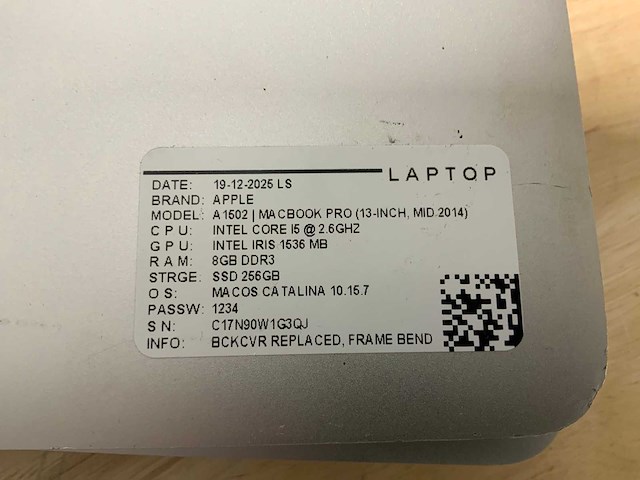 LAPTOP
DATE: 19-12-2025 LS
BRAND: APPLE
MODEL: A1502 | MACBOOK PRO (13-INCH, MID 2014)
CPU: INTEL CORE I5 @ 2.6GHZ
GPU: INTEL IRIS 1536 MB
RAM: 8GB DDR3
STRGE: SSD 256GB
OS: MACOS CATALINA 10.15.7
PASSW: 1234
SN: C17N90W1G3QJ
INFO: BCKCVR REPLACED, FRAME BEND